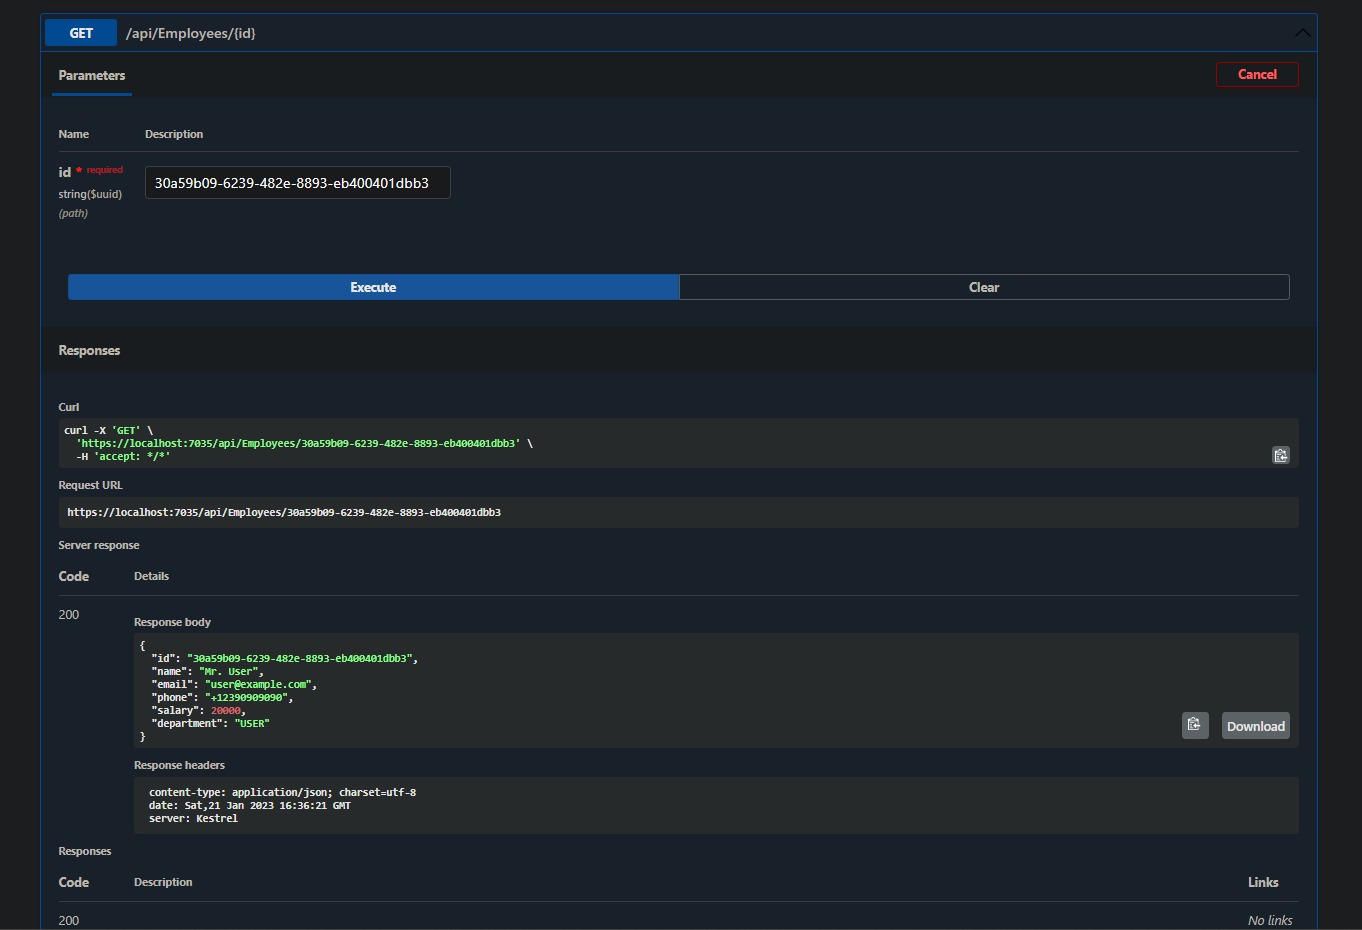 GET /api/Employees/{id}
Parameters
Cancel
Name Description
id * required
string($uuid)
(path)
30a59b09-6239-482e-8893-eb400401dbb3
Execute Clear
Responses
Curl
curl -X 'GET' \
'https://localhost:7035/api/Employees/30a59b09-6239-482e-8893-eb400401dbb3' \
-H 'accept: */*'
Request URL
https://localhost:7035/api/Employees/30a59b09-6239-482e-8893-eb400401dbb3
Server response
Code Details
200
Response body
{
"id": "30a59b09-6239-482e-8893-eb400401dbb3",
"name": "Mr. User",
"email": "user@example.com",
"phone": "+12390909090",
"salary": 20000,
"department": "USER"
}
Download
Response headers
content-type: application/json; charset=utf-8
date: Sat,21 Jan 2023 16:36:21 GMT
server: Kestrel
Responses
Code Description Links
200 No links